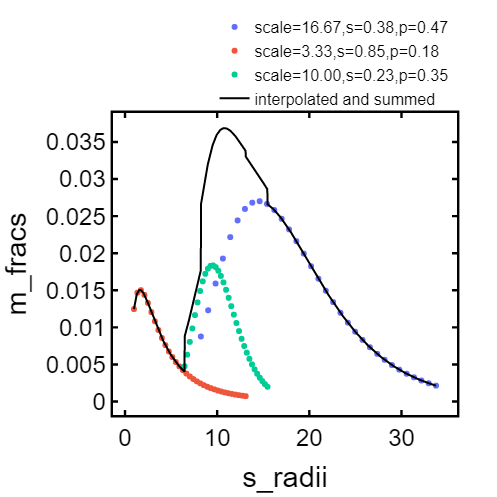 scale=16.67,s=0.38,p=0.47
scale=3.33,s=0.85,p=0.18
scale=10.00,s=0.23,p=0.35
interpolated and summed
0.035
0.03
0.025
0.02
0.015
0.01
0.005
0
m_fracs
0 10 20 30
s_radii